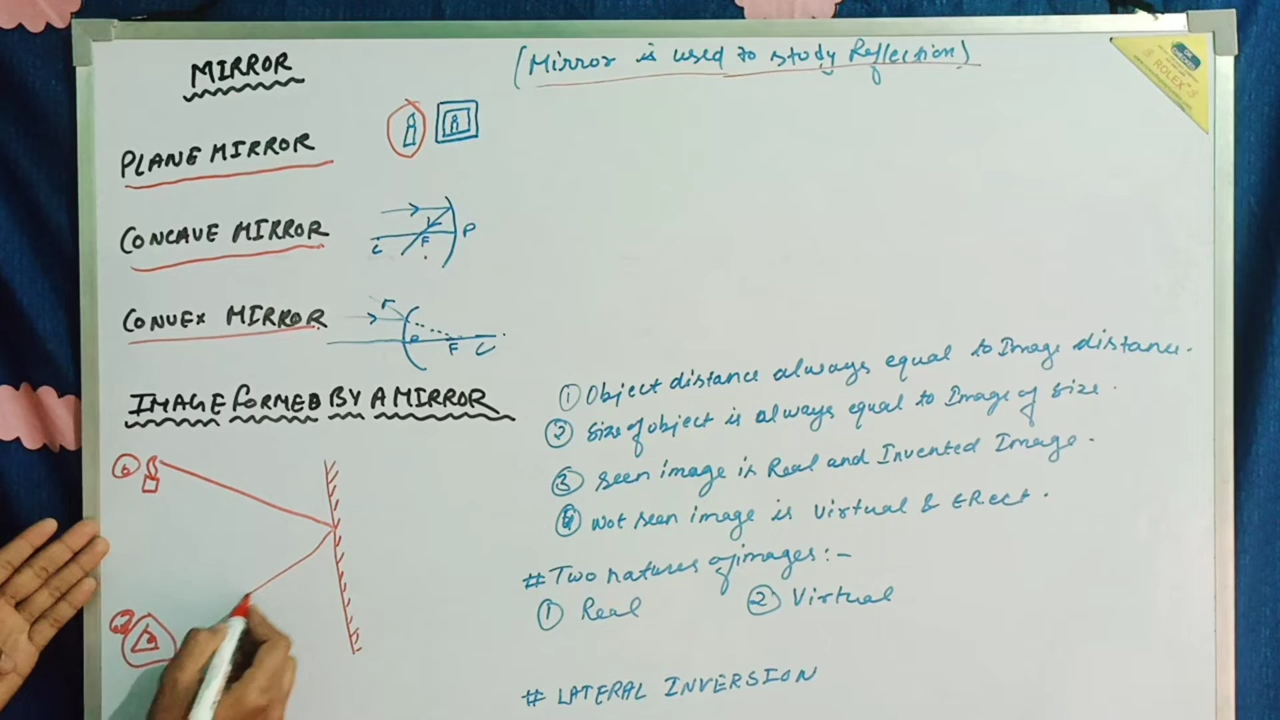 MIRROR
(Mirror is used to study Reflection)
ROLEX
PLANE MIRROR
CONCAVE MIRROR
F P
CONVEX MIRROR
P F C
IMAGE FORMED BY A MIRROR
① Object distance always equal to Image distance.
② Size of object is always equal to Image of size.
③ Seen image is Real and Invented Image.
④ Not seen image is Virtual & ERect.
# Two natures of images:-
① Real ② Virtual
# LATERAL INVERSION